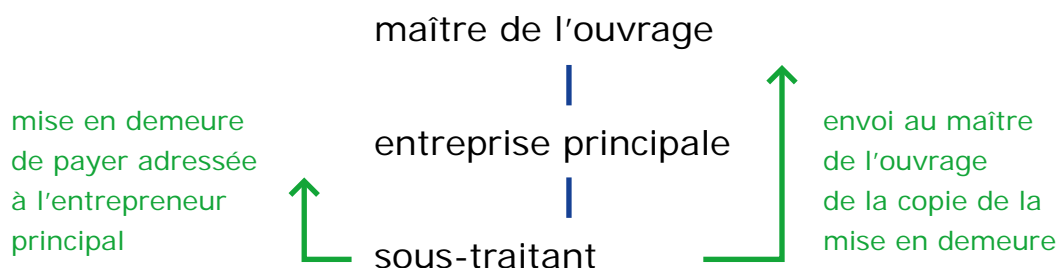 maître de l'ouvrage
mise en demeure
de payer adressée
à l'entrepreneur
principal
entreprise principale
envoi au maître
de l'ouvrage
de la copie de la
mise en demeure
sous-traitant